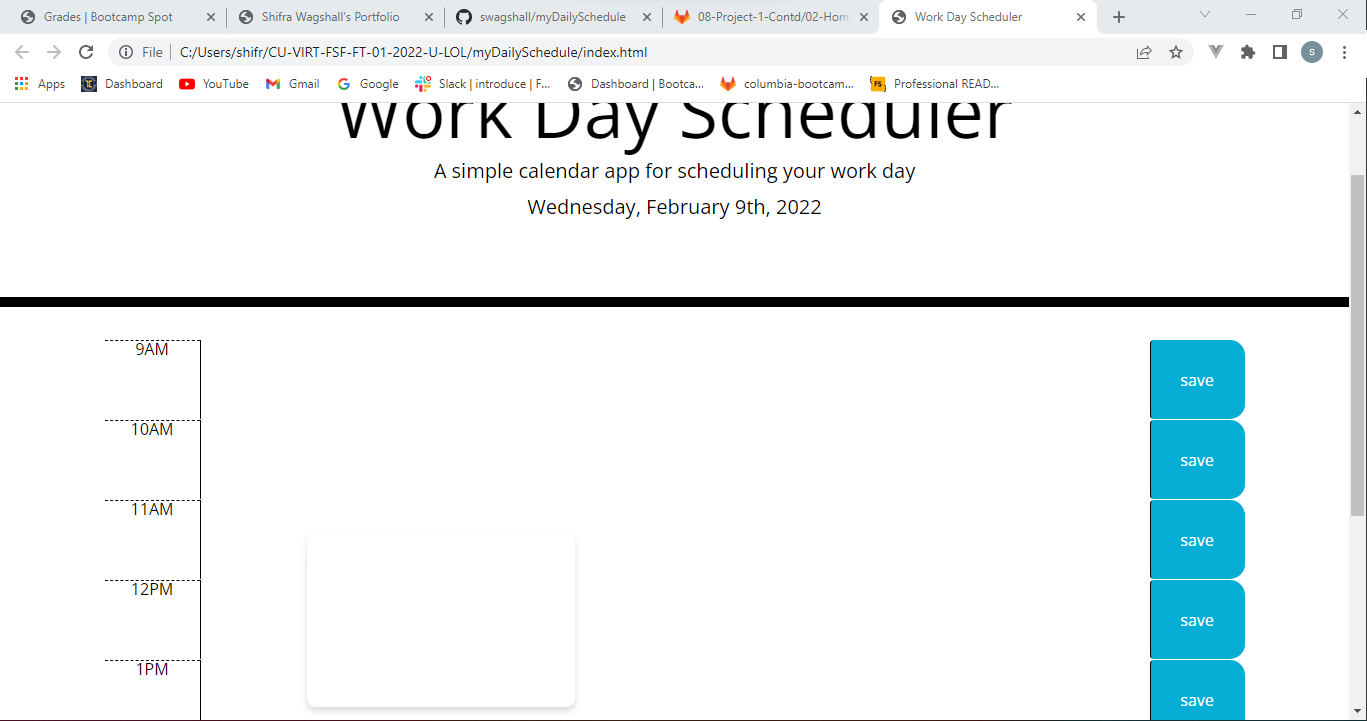 Grades | Bootcamp Spot
Shifra Wagshall's Portfolio
swagshall/myDailySchedule
08-Project-1-Contd/02-Hom
Work Day Scheduler
File
C:/Users/shifr/CU-VIRT-FSF-FT-01-2022-U-LOL/myDailySchedule/index.html
s
Apps
Dashboard
YouTube
Gmail
Google
Slack | introduce | F...
Dashboard | Bootca...
columbia-bootcam...
FS
Professional READ...
Work Day Scheduler
A simple calendar app for scheduling your work day
Wednesday, February 9th, 2022
9AM
save
10AM
save
11AM
save
12PM
save
1PM
save